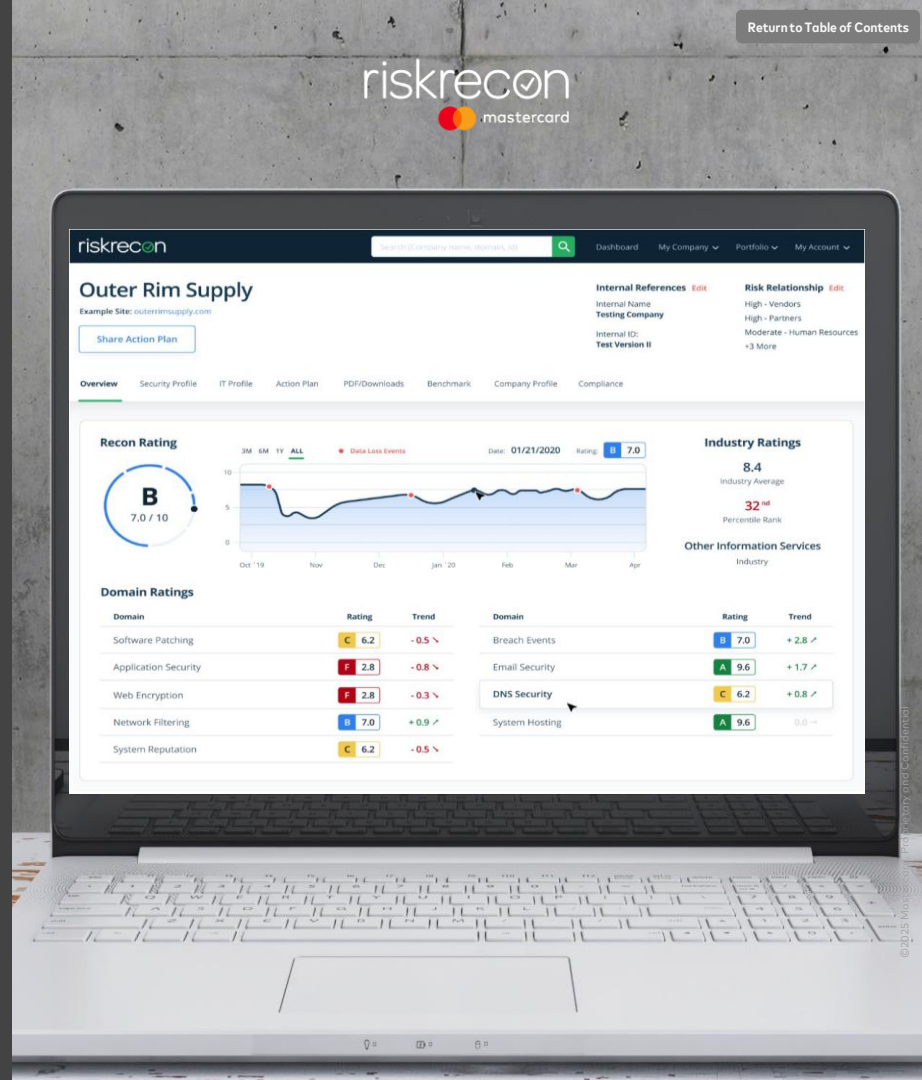 Return to Table of Contents
riskrecon
mastercard
riskrecon
Search (Company name, domain, id)
Dashboard
My Company
Portfolio
My Account
Outer Rim Supply
Example Site: outerrimsupply.com
Share Action Plan
Internal References Edit
Internal Name
Testing Company
Internal ID:
Test Version II
Risk Relationship Edit
High - Vendors
High - Partners
Moderate - Human Resources
+3 More
Overview
Security Profile
IT Profile
Action Plan
PDF/Downloads
Benchmark
Company Profile
Compliance
Recon Rating
B
7.0 / 10
3M 6M 1Y ALL
Data Loss Events
Date: 01/21/2020
Rating: B 7.0
10
5
0
Oct '19 Nov Dec Jan '20 Feb Mar Apr
Industry Ratings
8.4
Industry Average
32nd
Percentile Rank
Other Information Services
Industry
Domain Ratings
Domain Rating Trend
Software Patching C 6.2 - 0.5
Application Security F 2.8 - 0.8
Web Encryption F 2.8 - 0.3
Network Filtering B 7.0 + 0.9
System Reputation C 6.2 - 0.5
Domain Rating Trend
Breach Events B 7.0 + 2.8
Email Security A 9.6 + 1.7
DNS Security C 6.2 + 0.8
System Hosting A 9.6 0.0
Proprietary and Confidential